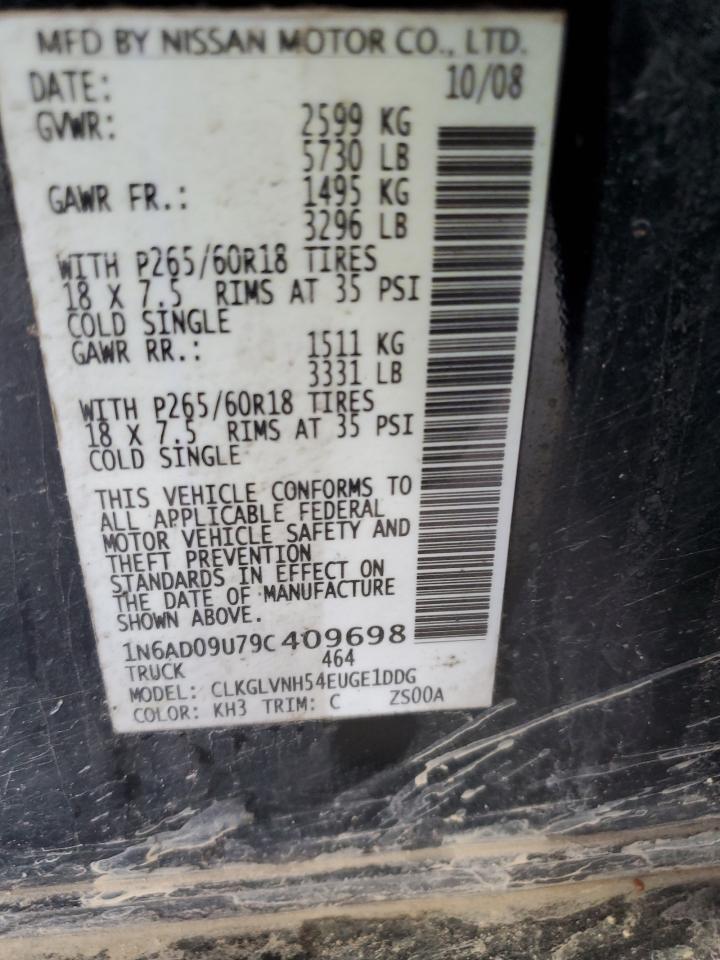 MFD BY NISSAN MOTOR CO., LTD.
DATE: 10/08
GVWR: 2599 KG
5730 LB
GAWR FR.: 1495 KG
3296 LB
WITH P265/60R18 TIRES
18 X 7.5 RIMS AT 35 PSI
COLD SINGLE
GAWR RR.: 1511 KG
3331 LB
WITH P265/60R18 TIRES
18 X 7.5 RIMS AT 35 PSI
COLD SINGLE
THIS VEHICLE CONFORMS TO
ALL APPLICABLE FEDERAL
MOTOR VEHICLE SAFETY AND
THEFT PREVENTION
STANDARDS IN EFFECT ON
THE DATE OF MANUFACTURE
SHOWN ABOVE.
1N6AD09U79C409698
TRUCK 464
MODEL: CLKGLVNH54EUGE1DDG
COLOR: KH3 TRIM: C ZS00A